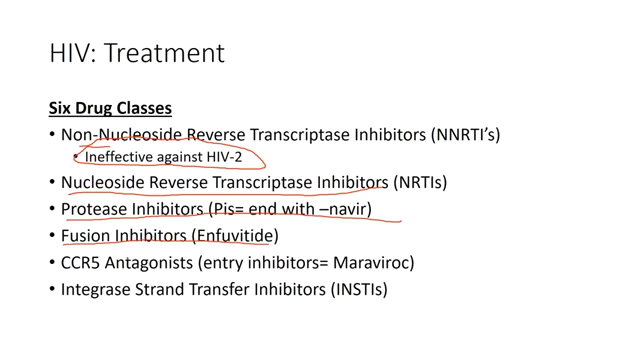 HIV: Treatment
Six Drug Classes
• Non-Nucleoside Reverse Transcriptase Inhibitors (NNRTI's)
• Ineffective against HIV-2
• Nucleoside Reverse Transcriptase Inhibitors (NRTIs)
• Protease Inhibitors (Pis= end with –navir)
• Fusion Inhibitors (Enfuvitide)
• CCR5 Antagonists (entry inhibitors= Maraviroc)
• Integrase Strand Transfer Inhibitors (INSTIs)